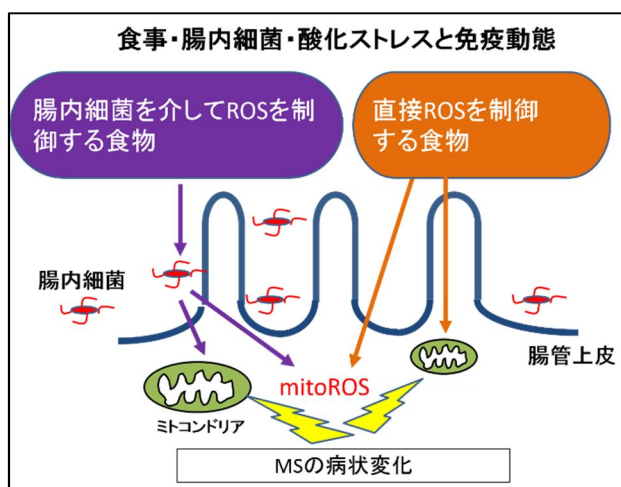 食事・腸内細菌・酸化ストレスと免疫動態
腸内細菌を介してROSを制
御する食物
直接ROSを制御
する食物
腸内細菌
腸管上皮
mitoROS
ミトコンドリア
MSの病状変化